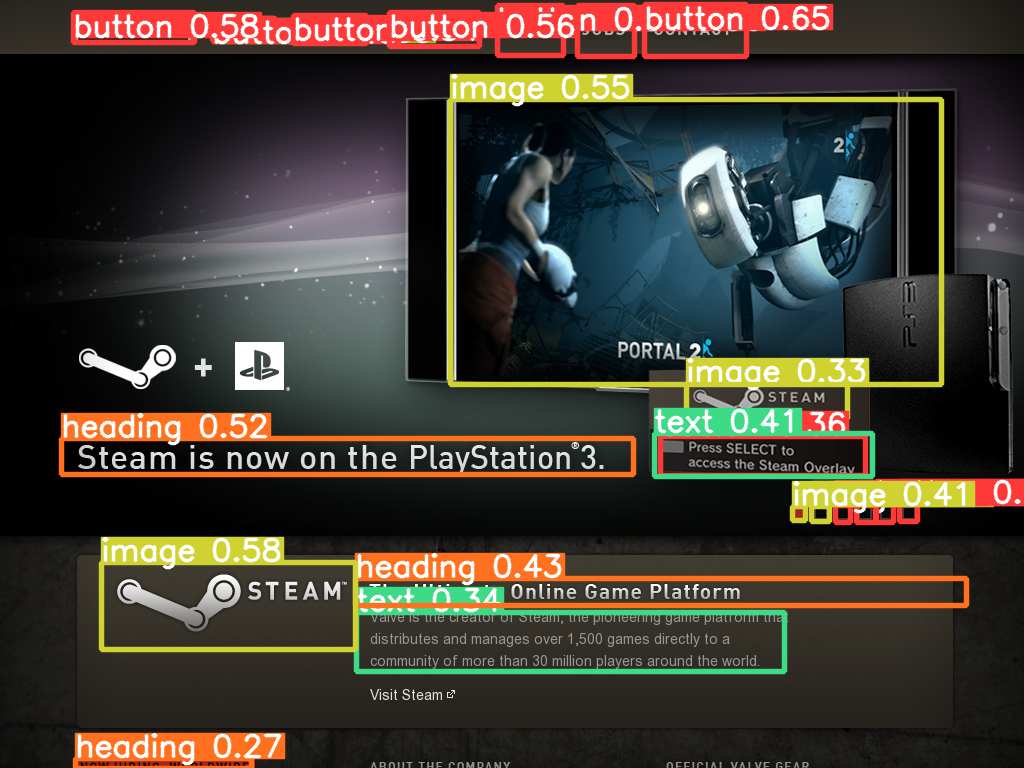 button 0.58
button 0.56
button 0.65
JOBS
CONTACT
image 0.55
2
PS3
PORTAL 2
image 0.33
STEAM
heading 0.52
text 0.41
36
Steam is now on the PlayStation®3.
Press SELECT to
access the Steam Overlay
image 0.41
0.
image 0.58
heading 0.43
STEAM™
The Ultimate Online Game Platform
text 0.34
Valve is the creator of Steam, the pioneering game platform that
distributes and manages over 1,500 games directly to a
community of more than 30 million players around the world.
Visit Steam
heading 0.27
NOW HIRING, WORLDWIDE
ABOUT THE COMPANY
OFFICIAL VALVE GEAR